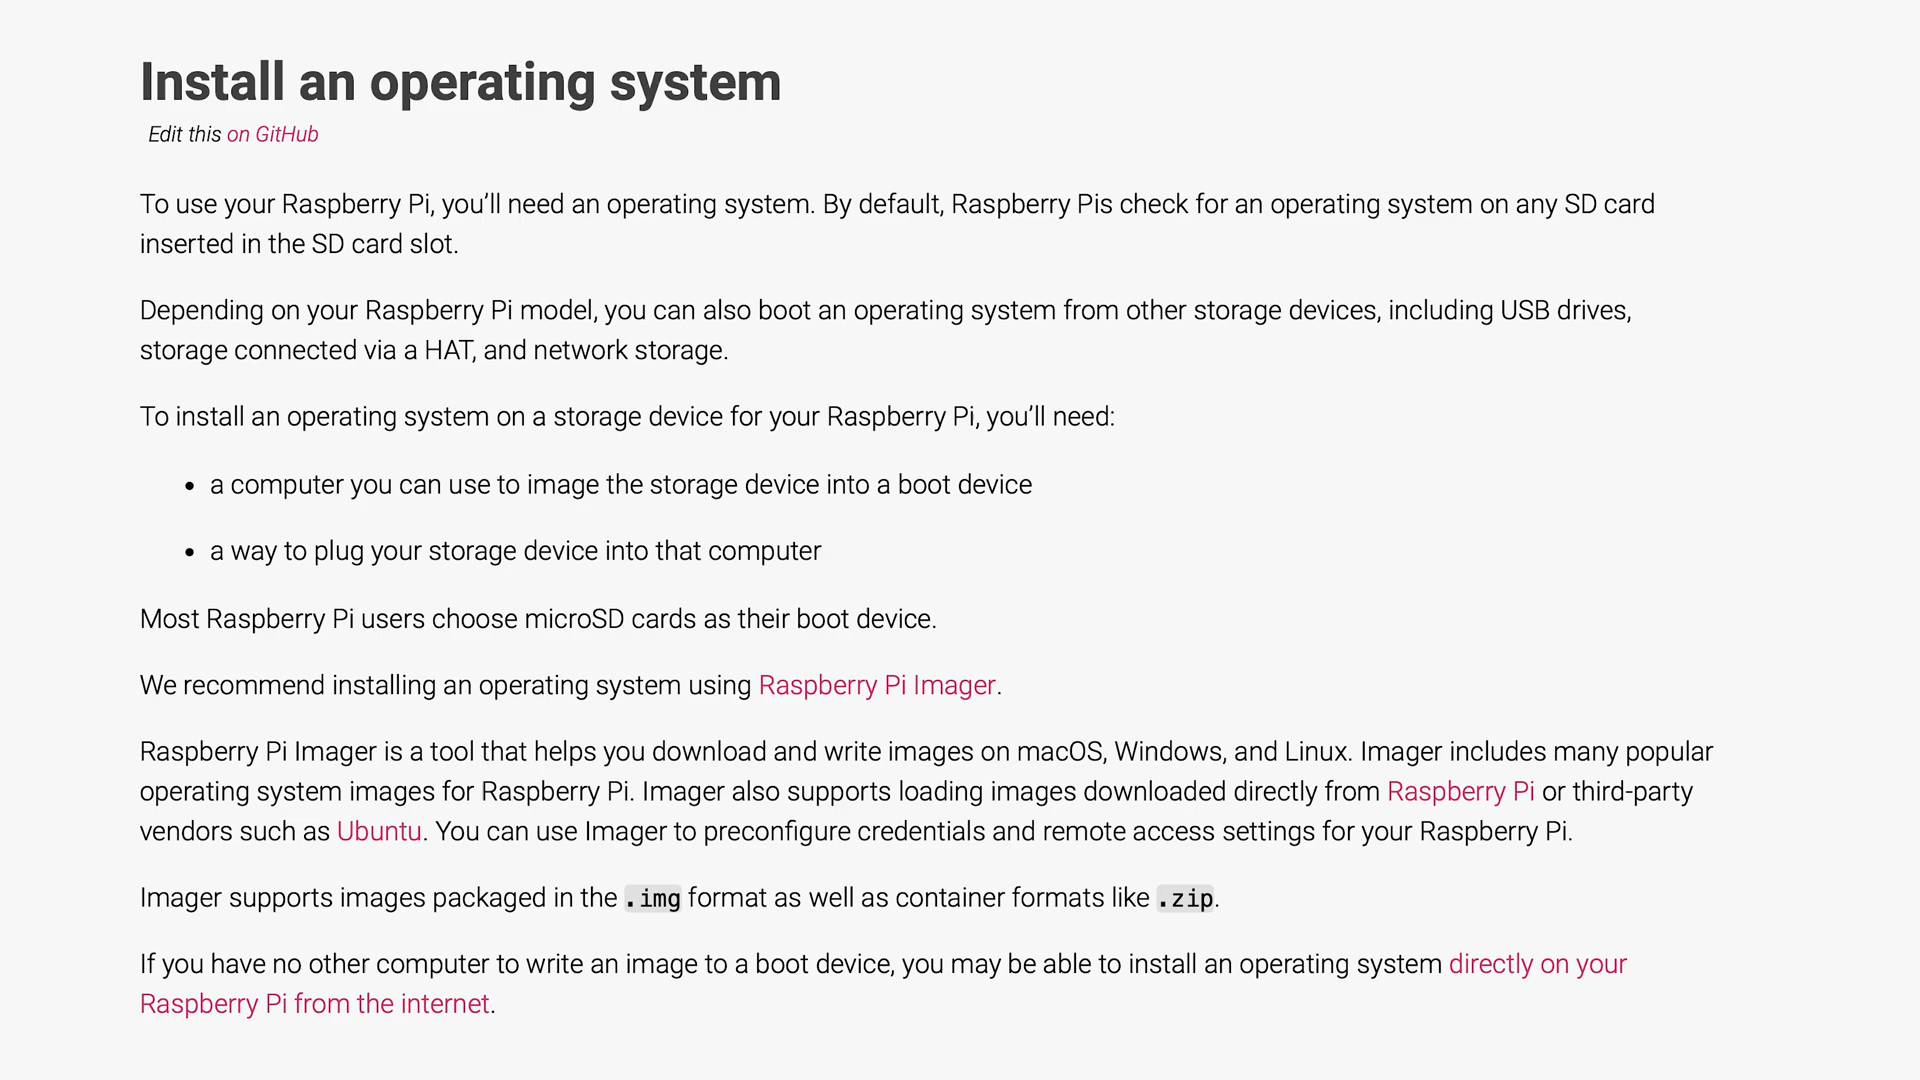 Install an operating system
Edit this on GitHub
To use your Raspberry Pi, you’ll need an operating system. By default, Raspberry Pis check for an operating system on any SD card
inserted in the SD card slot.
Depending on your Raspberry Pi model, you can also boot an operating system from other storage devices, including USB drives,
storage connected via a HAT, and network storage.
To install an operating system on a storage device for your Raspberry Pi, you’ll need:
• a computer you can use to image the storage device into a boot device
• a way to plug your storage device into that computer
Most Raspberry Pi users choose microSD cards as their boot device.
We recommend installing an operating system using Raspberry Pi Imager.
Raspberry Pi Imager is a tool that helps you download and write images on macOS, Windows, and Linux. Imager includes many popular
operating system images for Raspberry Pi. Imager also supports loading images downloaded directly from Raspberry Pi or third-party
vendors such as Ubuntu. You can use Imager to preconfigure credentials and remote access settings for your Raspberry Pi.
Imager supports images packaged in the .img format as well as container formats like .zip.
If you have no other computer to write an image to a boot device, you may be able to install an operating system directly on your
Raspberry Pi from the internet.